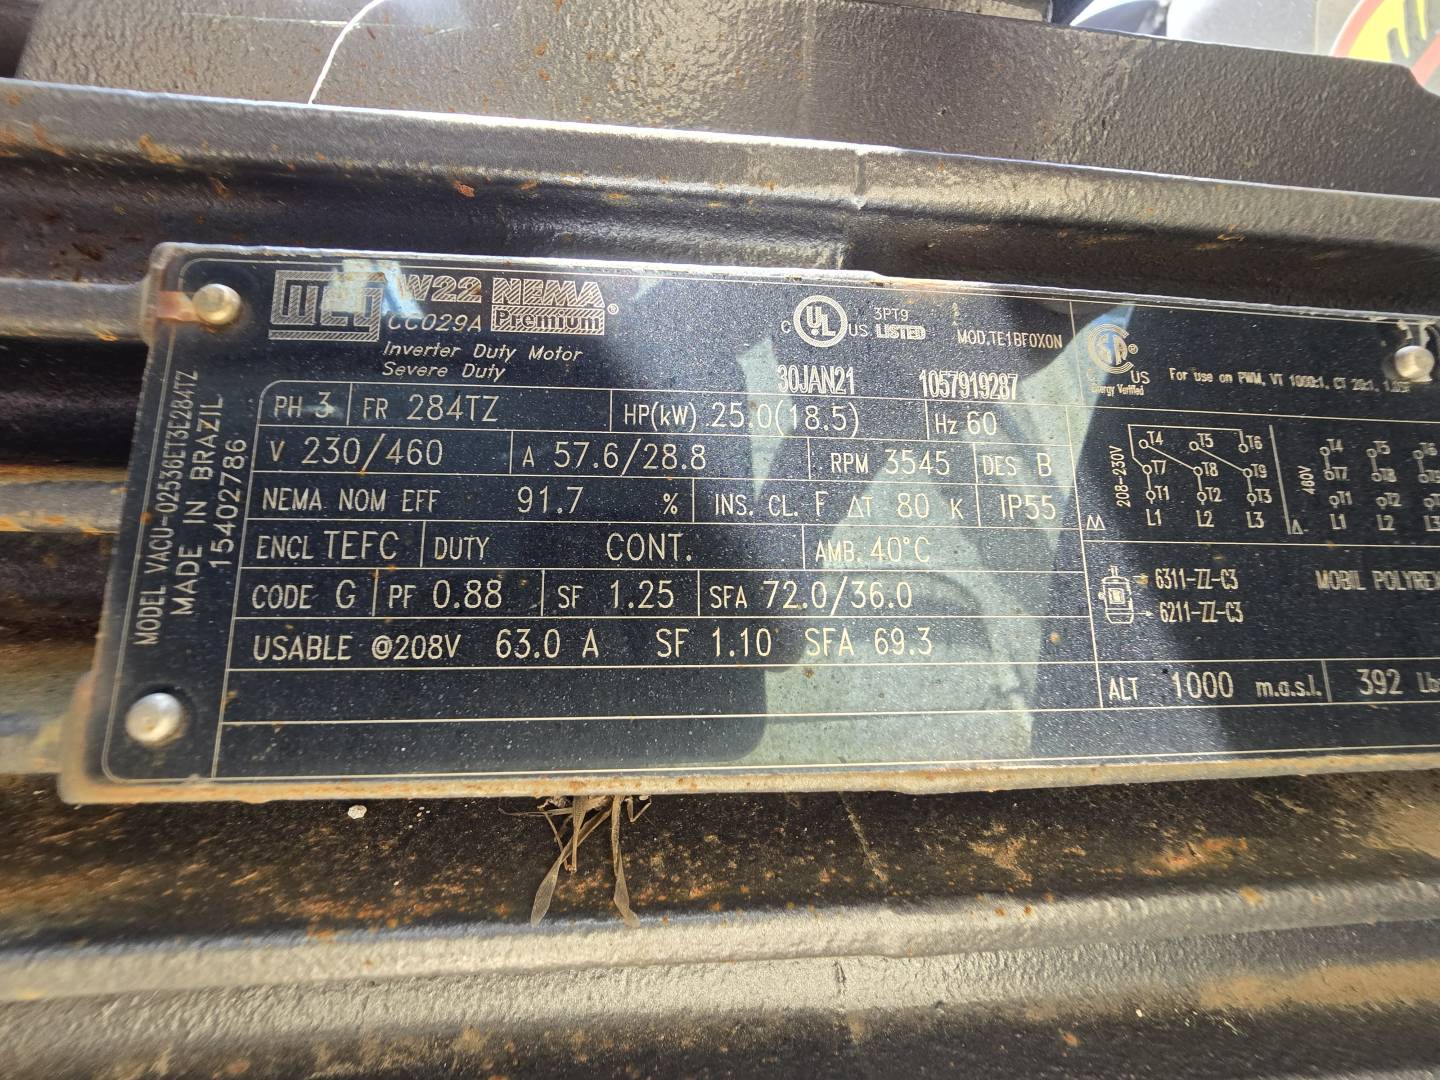 WEG W22 NEMA Premium®
CC029A
Inverter Duty Motor
Severe Duty
C UL US LISTED 3PT9
MOD.TE1BF0X0N
30JAN21 1057919287
PH 3 FR 284TZ HP(kW) 25.0(18.5) Hz 60
V 230/460 A 57.6/28.8 RPM 3545 DES B
NEMA NOM EFF 91.7 % INS. CL. F ΔT 80 K IP55
ENCL TEFC DUTY CONT. AMB. 40°C
CODE G PF 0.88 SF 1.25 SFA 72.0/36.0
USABLE @208V 63.0 A SF 1.10 SFA 69.3
MODEL VACU-02536ET3E284TZ
MADE IN BRAZIL
15402786
® US
Energy Verified
For use on PWM, VT 1000:1, CT 20:1,
208-230V
T4 T5 T6
T7 T8 T9
T1 T2 T3
L1 L2 L3
460V
T4 T5 T6
T7 T8 T9
T1 T2
L1 L2 L3
6311-ZZ-C3
6211-ZZ-C3
MOBIL
ALT 1000 m.a.s.l. 392